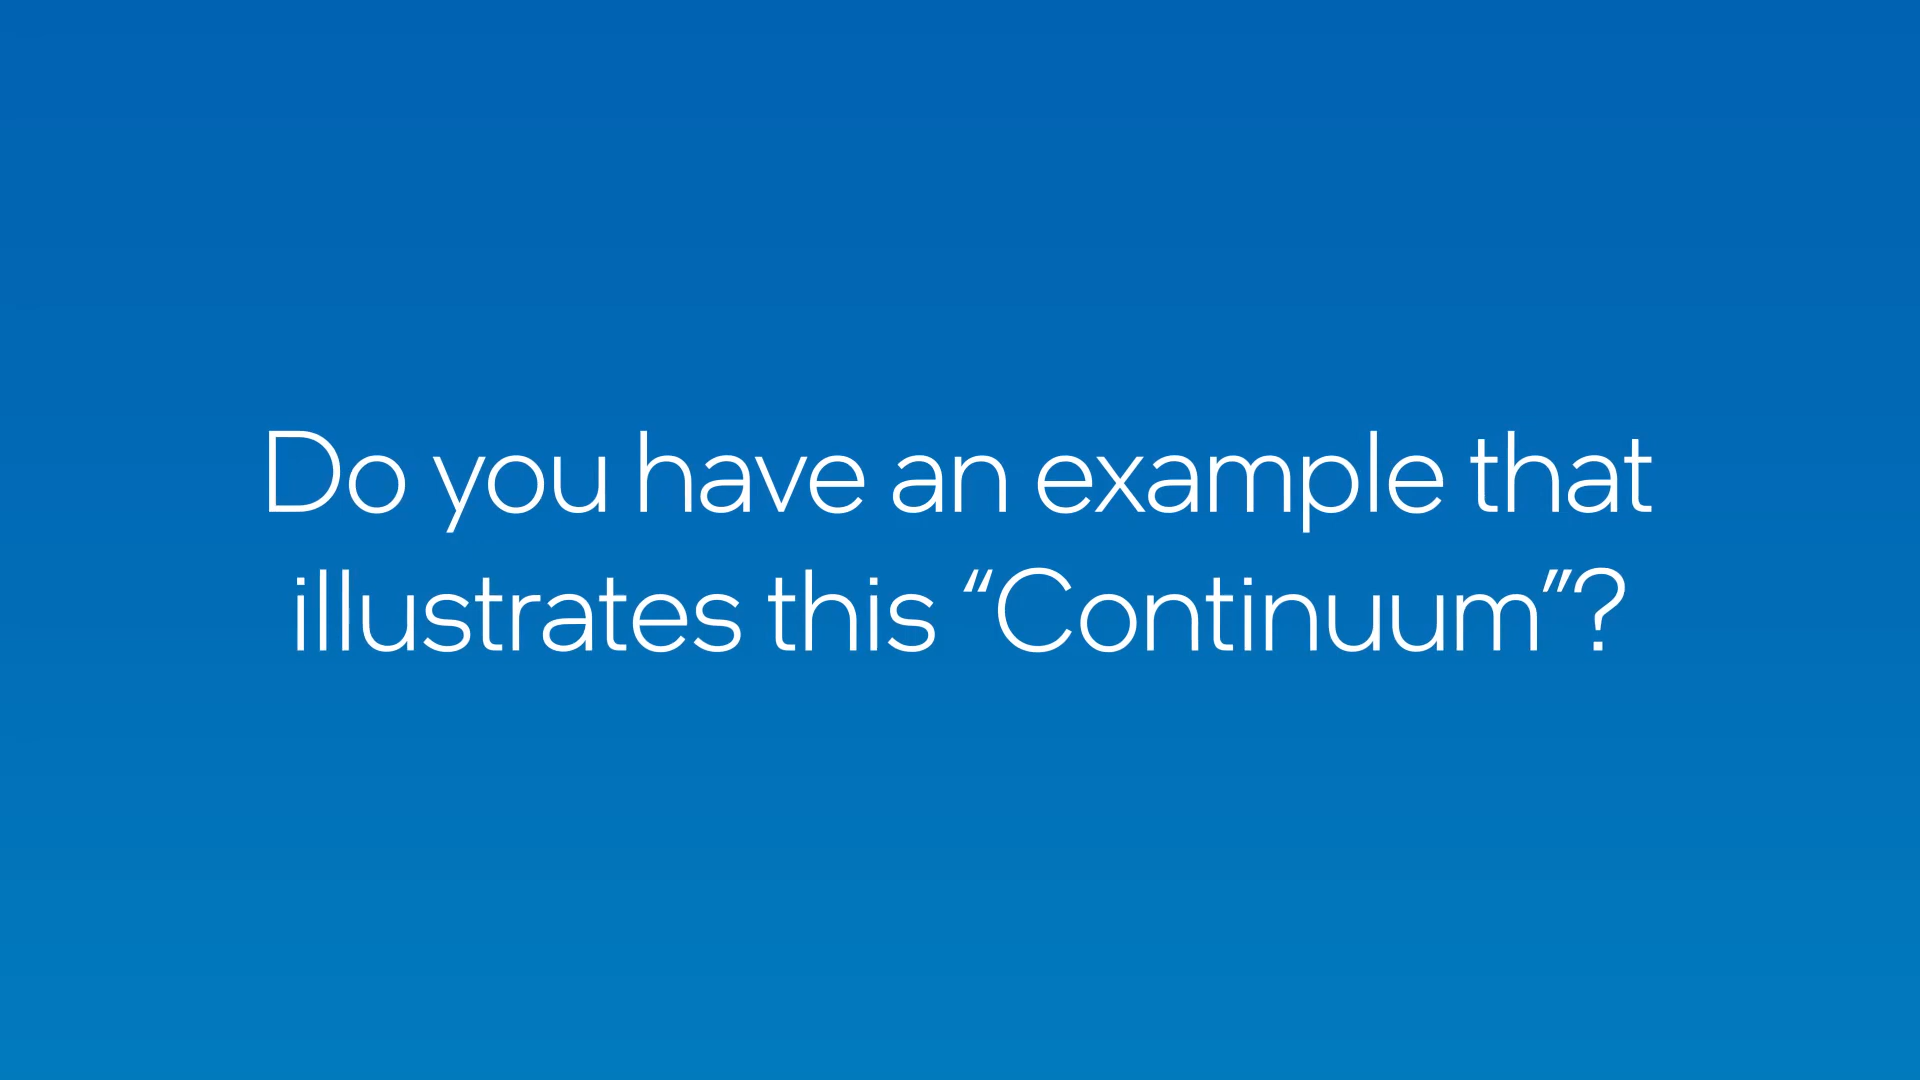 Do you have an example that
illustrates this “Continuum”?